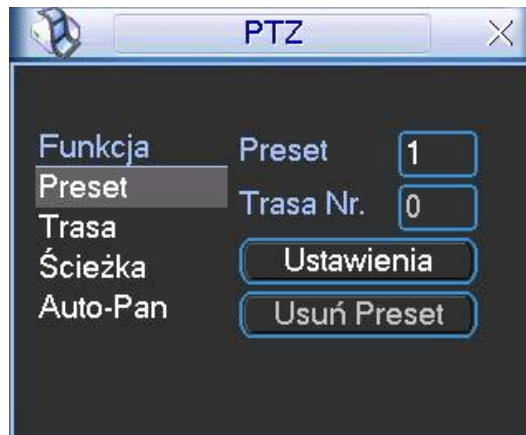 PTZ
Funkcja
Preset
Trasa
Ścieżka
Auto-Pan
Preset 1
Trasa Nr. 0
Ustawienia
Usuń Preset